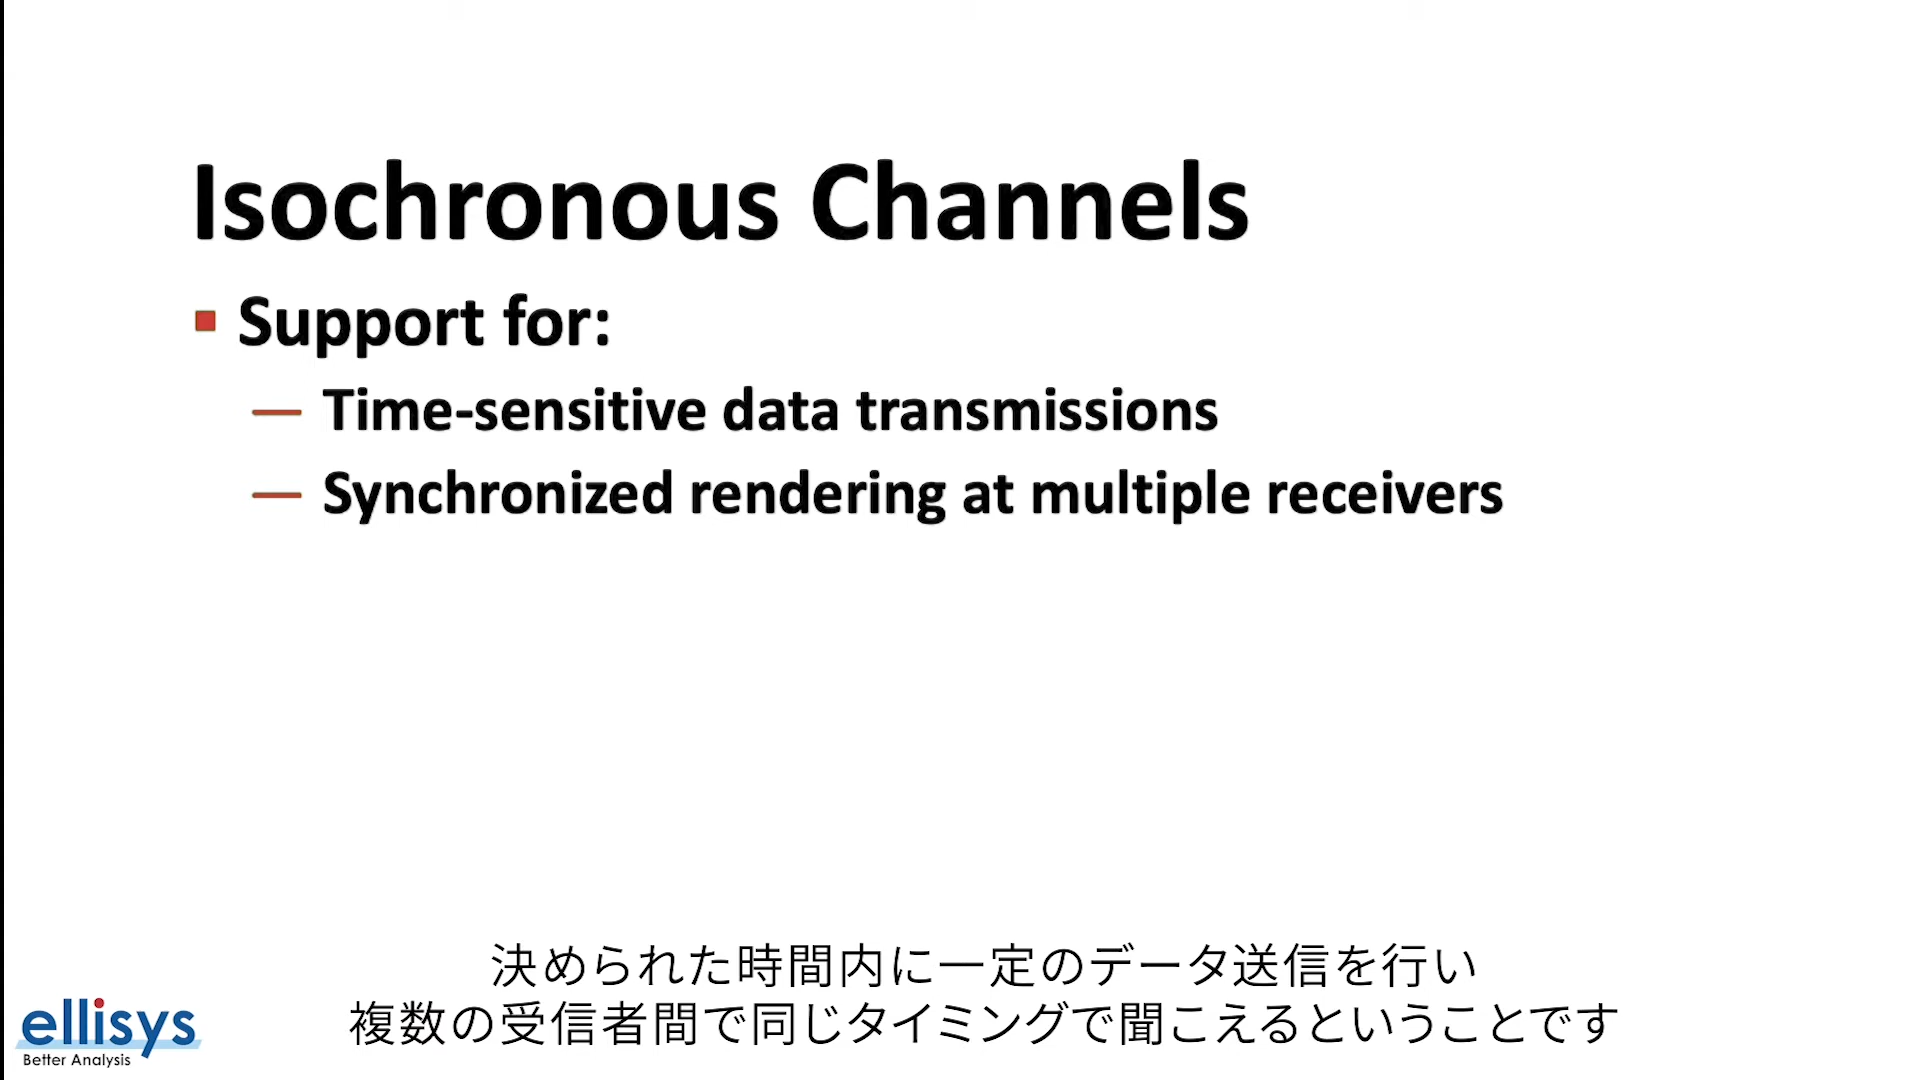 Isochronous Channels
Support for:
— Time-sensitive data transmissions
— Synchronized rendering at multiple receivers
決められた時間内に一定のデータ送信を行い
複数の受信者間で同じタイミングで聞こえるということです
ellisys
Better Analysis